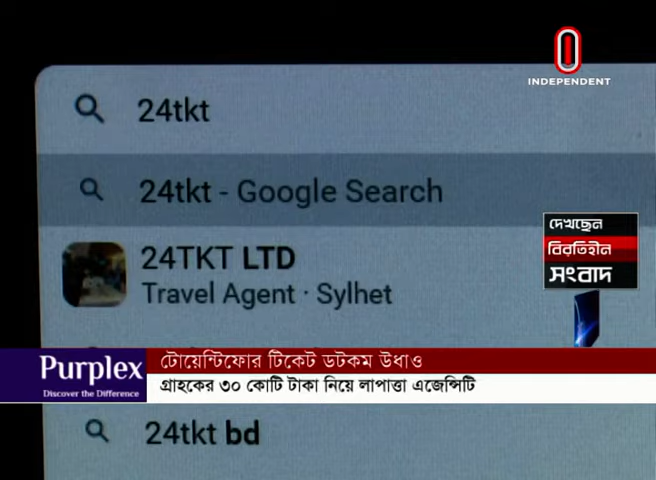 INDEPENDENT
24tkt
24tkt - Google Search
24TKT LTD
Travel Agent · Sylhet
দেখছেন
বিরতিহীন
সংবাদ
Purplex
Discover the Difference
টোয়েন্টিফোর টিকেট ডটকম উধাও
গ্রাহকের ৩০ কোটি টাকা নিয়ে লাপাত্তা এজেন্সিটি
24tkt bd